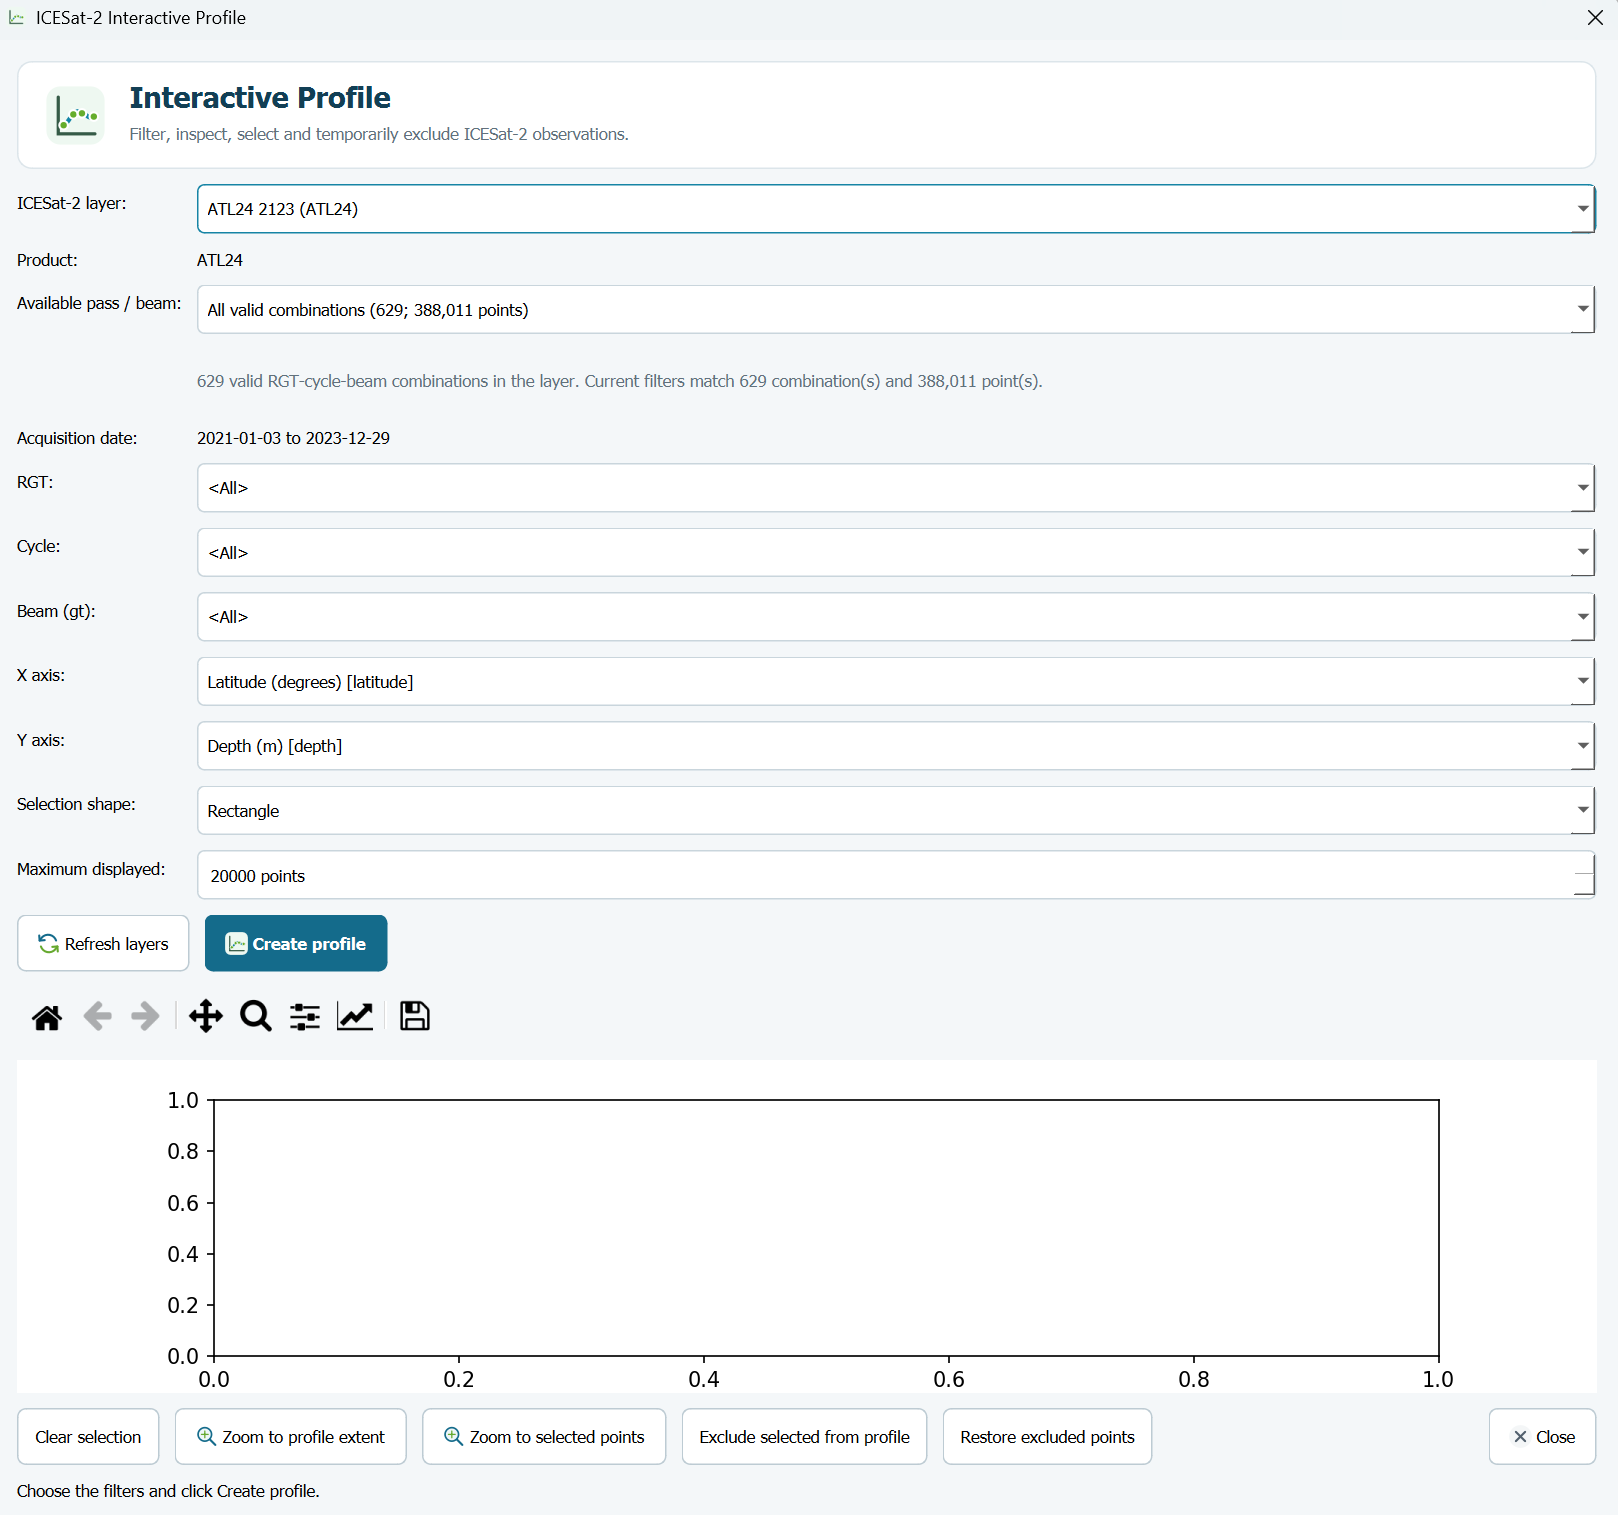 ICESat-2 Interactive Profile
Interactive Profile
Filter, inspect, select and temporarily exclude ICESat-2 observations.
ICESat-2 layer: ATL24 2123 (ATL24)
Product: ATL24
Available pass / beam: All valid combinations (629; 388,011 points)
629 valid RGT-cycle-beam combinations in the layer. Current filters match 629 combination(s) and 388,011 point(s).
Acquisition date: 2021-01-03 to 2023-12-29
RGT: <All>
Cycle: <All>
Beam (gt): <All>
X axis: Latitude (degrees) [latitude]
Y axis: Depth (m) [depth]
Selection shape: Rectangle
Maximum displayed: 20000 points
Refresh layers Create profile
1.0
0.8
0.6
0.4
0.2
0.0
0.0 0.2 0.4 0.6 0.8 1.0
Clear selection Zoom to profile extent Zoom to selected points Exclude selected from profile Restore excluded points Close
Choose the filters and click Create profile.